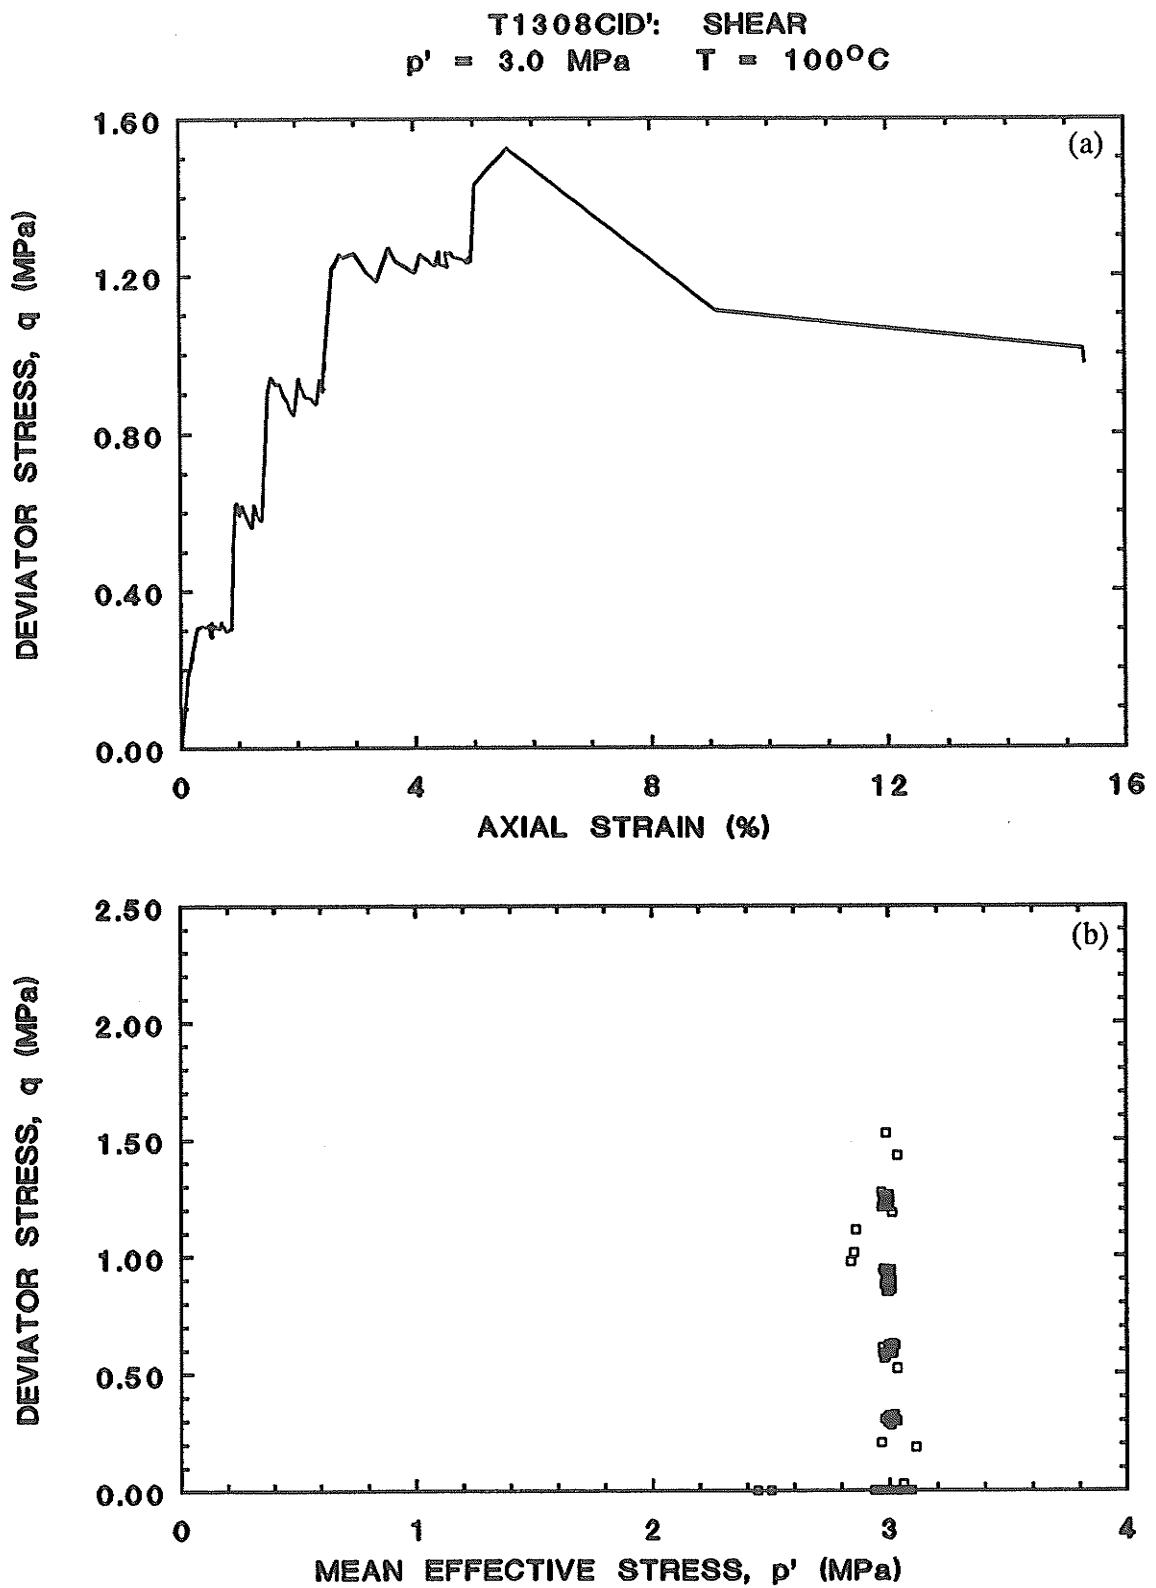 T1308CID': SHEAR
p' = 3.0 MPa T = 100°C
(a)
DEVIATOR STRESS, q (MPa)
1.60
1.20
0.80
0.40
0.00
0 4 8 12 16
AXIAL STRAIN (%)
(b)
DEVIATOR STRESS, q (MPa)
2.50
2.00
1.50
1.00
0.50
0.00
0 1 2 3 4
MEAN EFFECTIVE STRESS, p' (MPa)